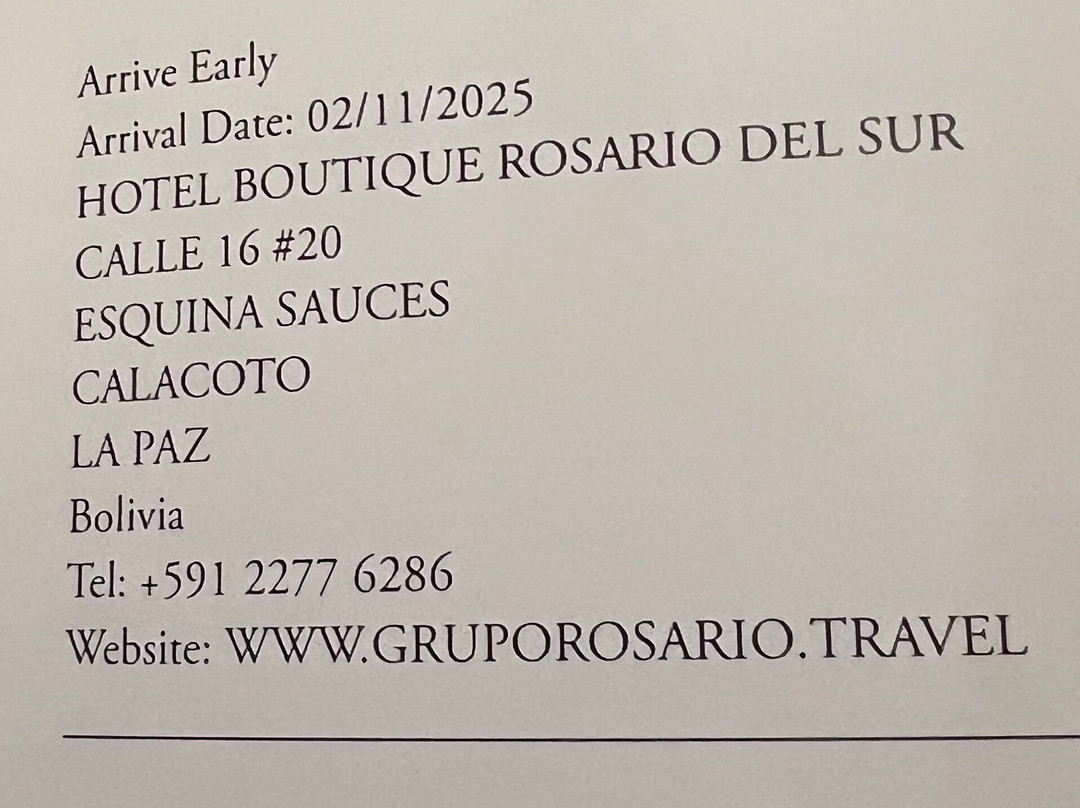 Arrive Early
Arrival Date: 02/11/2025
HOTEL BOUTIQUE ROSARIO DEL SUR
CALLE 16 #20
ESQUINA SAUCES
CALACOTO
LA PAZ
Bolivia
Tel: +591 2277 6286
Website: WWW.GRUPOROSARIO.TRAVEL